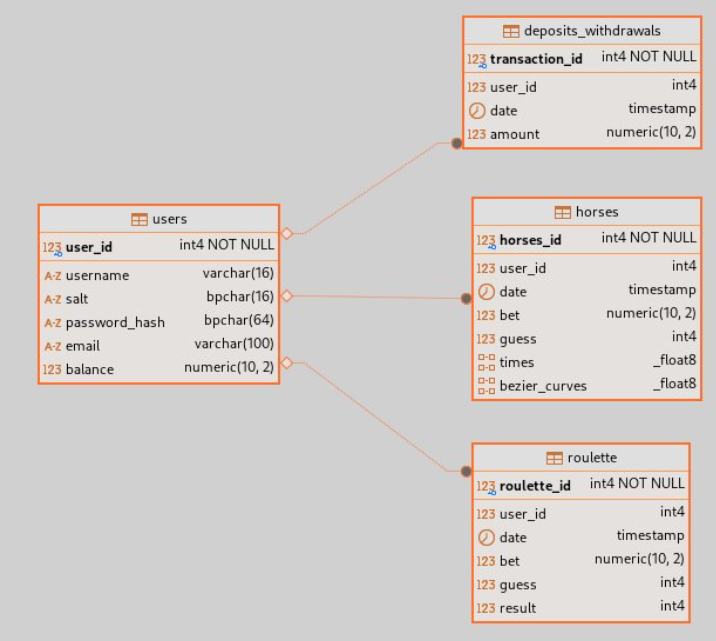 deposits_withdrawals
123 transaction_id int4 NOT NULL
123 user_id int4
date timestamp
123 amount numeric(10, 2)
users
123 user_id int4 NOT NULL
A-Z username varchar(16)
A-Z salt bpchar(16)
A-Z password_hash bpchar(64)
A-Z email varchar(100)
123 balance numeric(10, 2)
horses
123 horses_id int4 NOT NULL
123 user_id int4
date timestamp
123 bet numeric(10, 2)
123 guess int4
times _float8
bezier_curves _float8
roulette
123 roulette_id int4 NOT NULL
123 user_id int4
date timestamp
123 bet numeric(10, 2)
123 guess int4
123 result int4